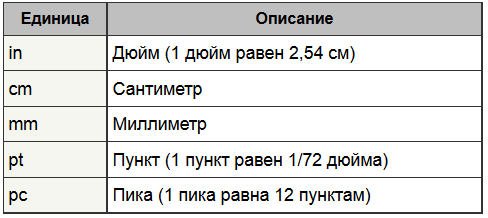 Единица Описание
in Дюйм (1 дюйм равен 2,54 см)
cm Сантиметр
mm Миллиметр
pt Пункт (1 пункт равен 1/72 дюйма)
pc Пика (1 пика равна 12 пунктам)